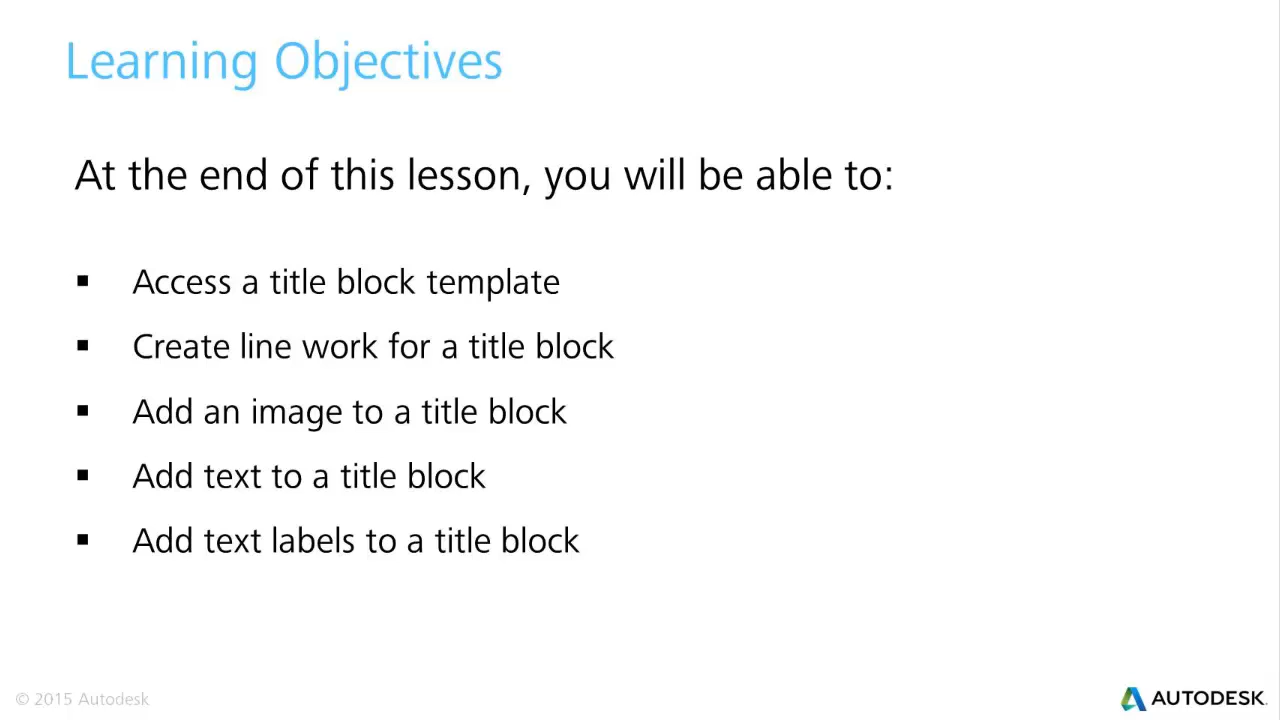 Learning Objectives
At the end of this lesson, you will be able to:
▪ Access a title block template
▪ Create line work for a title block
▪ Add an image to a title block
▪ Add text to a title block
▪ Add text labels to a title block
© 2015 Autodesk
AUTODESK.